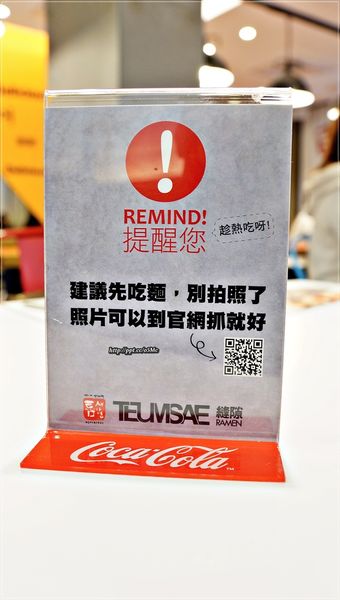 REMIND!
提醒您
趁熱吃呀!
建議先吃麵，別拍照了
照片可以到官網抓就好
TEUMSAE 縫隙
RAMEN
Coca-Cola